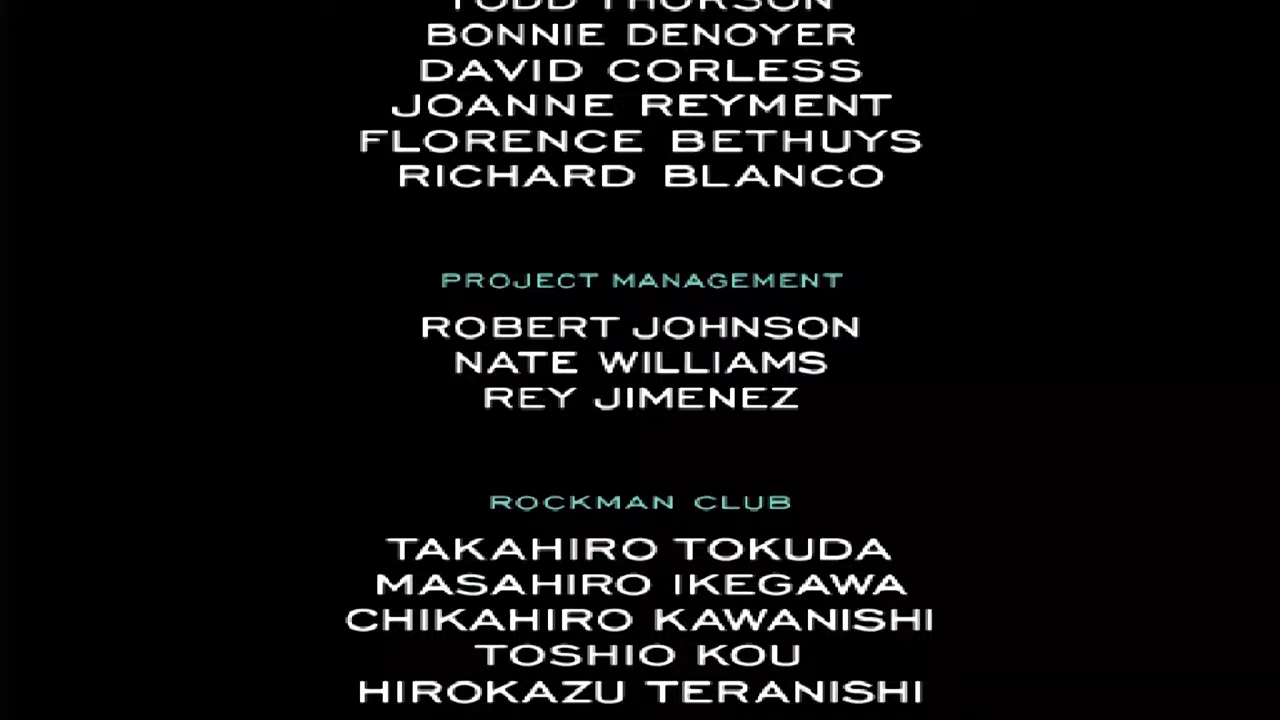 TODD THORSON
BONNIE DENOYER
DAVID CORLESS
JOANNE REYMENT
FLORENCE BETHUYS
RICHARD BLANCO
PROJECT MANAGEMENT
ROBERT JOHNSON
NATE WILLIAMS
REY JIMENEZ
ROCKMAN CLUB
TAKAHIRO TOKUDA
MASAHIRO IKEGAWA
CHIKAHIRO KAWANISHI
TOSHIO KOU
HIROKAZU TERANISHI